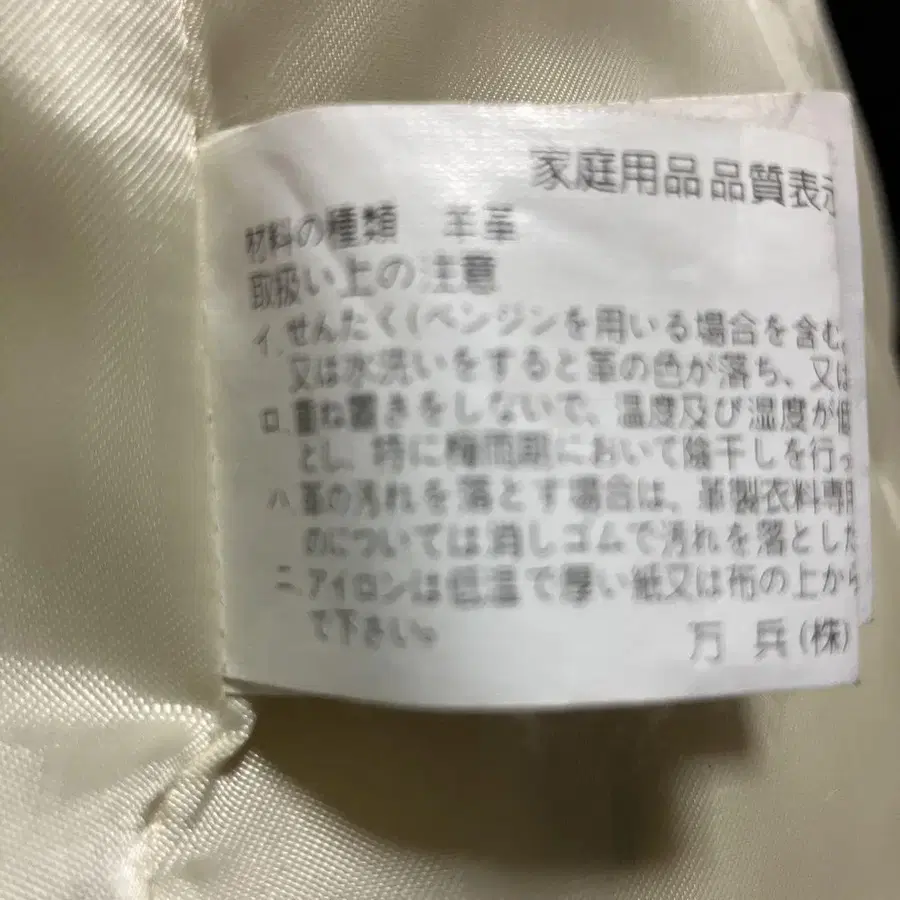 家庭用品品質表示
材料の種類　羊革
取扱い上の注意
イ.せんたく(ベンジンを用いる場合を含む。
又は水洗いをすると革の色が落ち、又は
ロ.重ね置きをしないで、温度及び湿度が低
とし、特に梅雨期において陰干しを行っ
ハ.革の汚れを落とす場合は、革製衣料専用
のについては消しゴムで汚れを落とした
ニ.アイロンは低温で厚い紙又は布の上から
て下さい。
万兵(株)